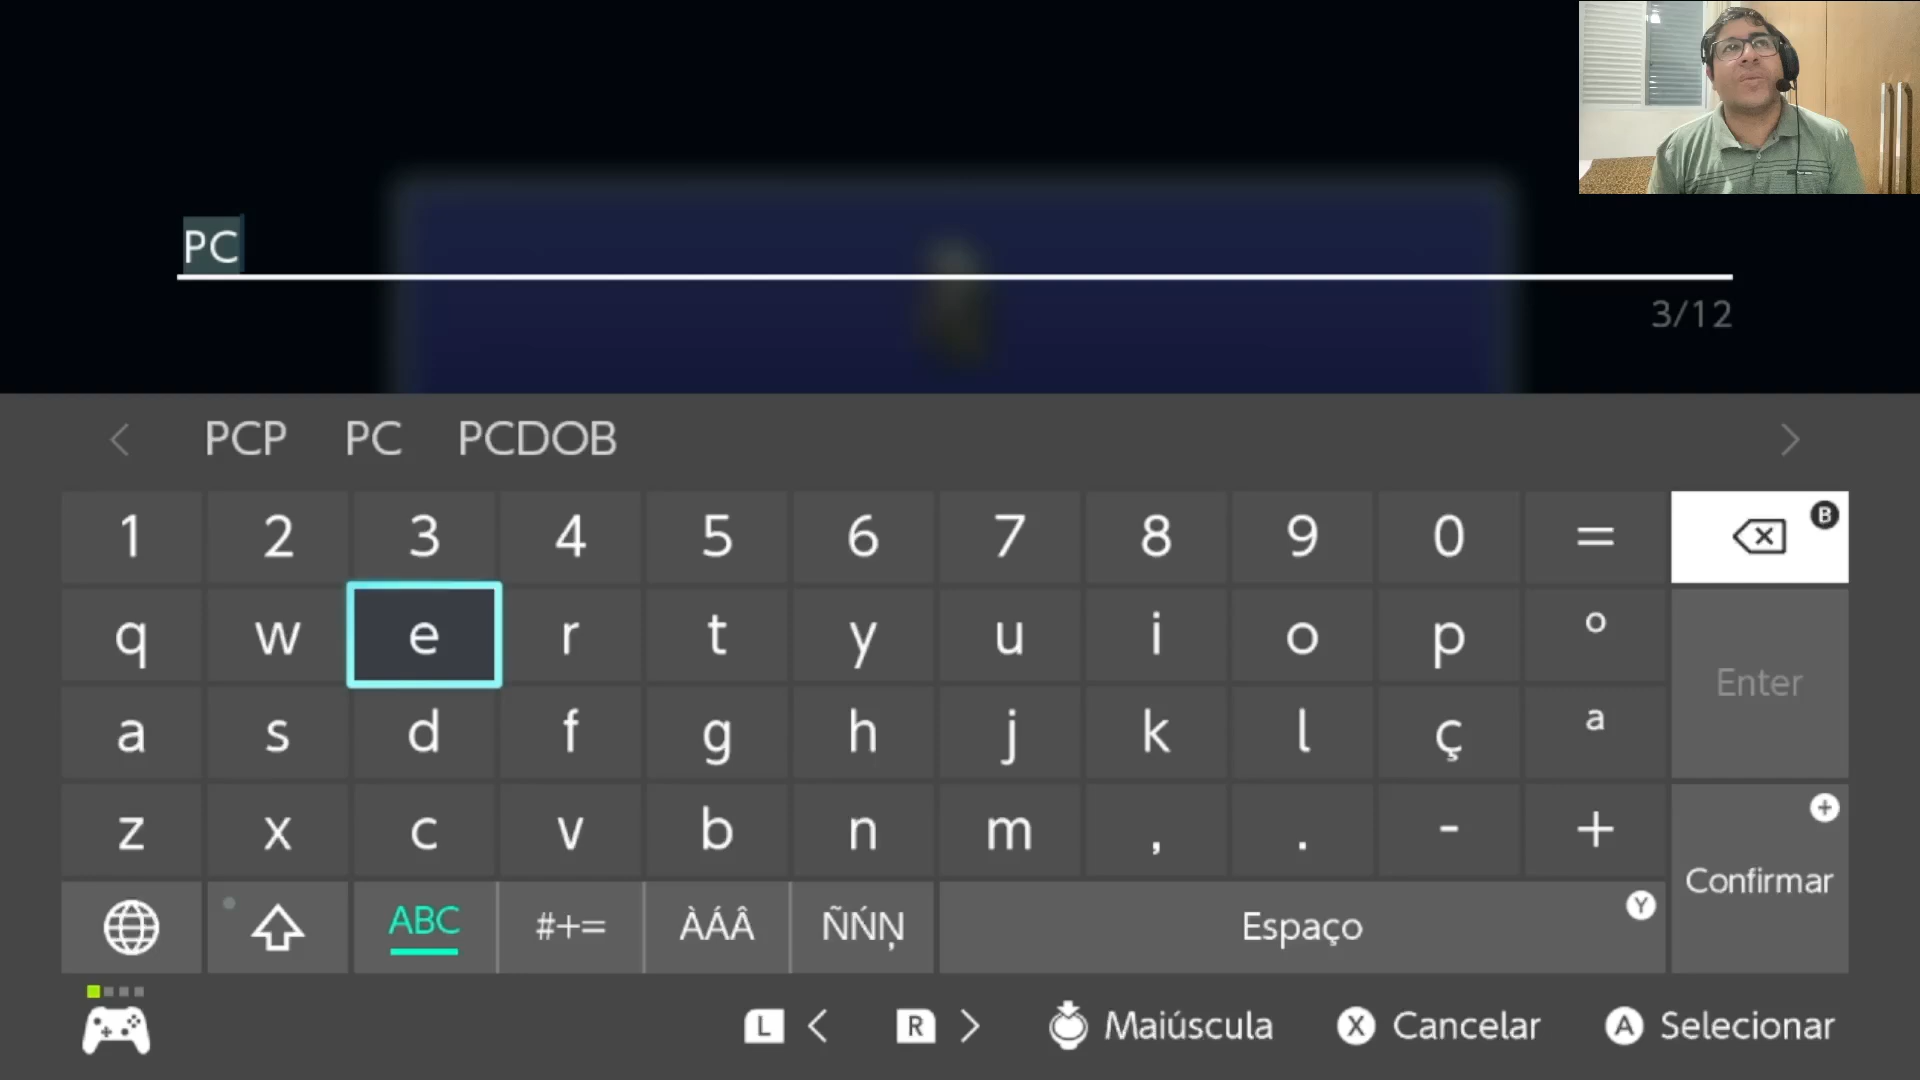 PC
3/12
< PCP PC PCDOB >
1 2 3 4 5 6 7 8 9 0 = B
q w e r t y u i o p º Enter
a s d f g h j k l ç ª
z x c v b n m , . - + Confirmar
ABC #+= ÀÁÂ ÑŃŅ Espaço Y
L < R > Maiúscula X Cancelar A Selecionar